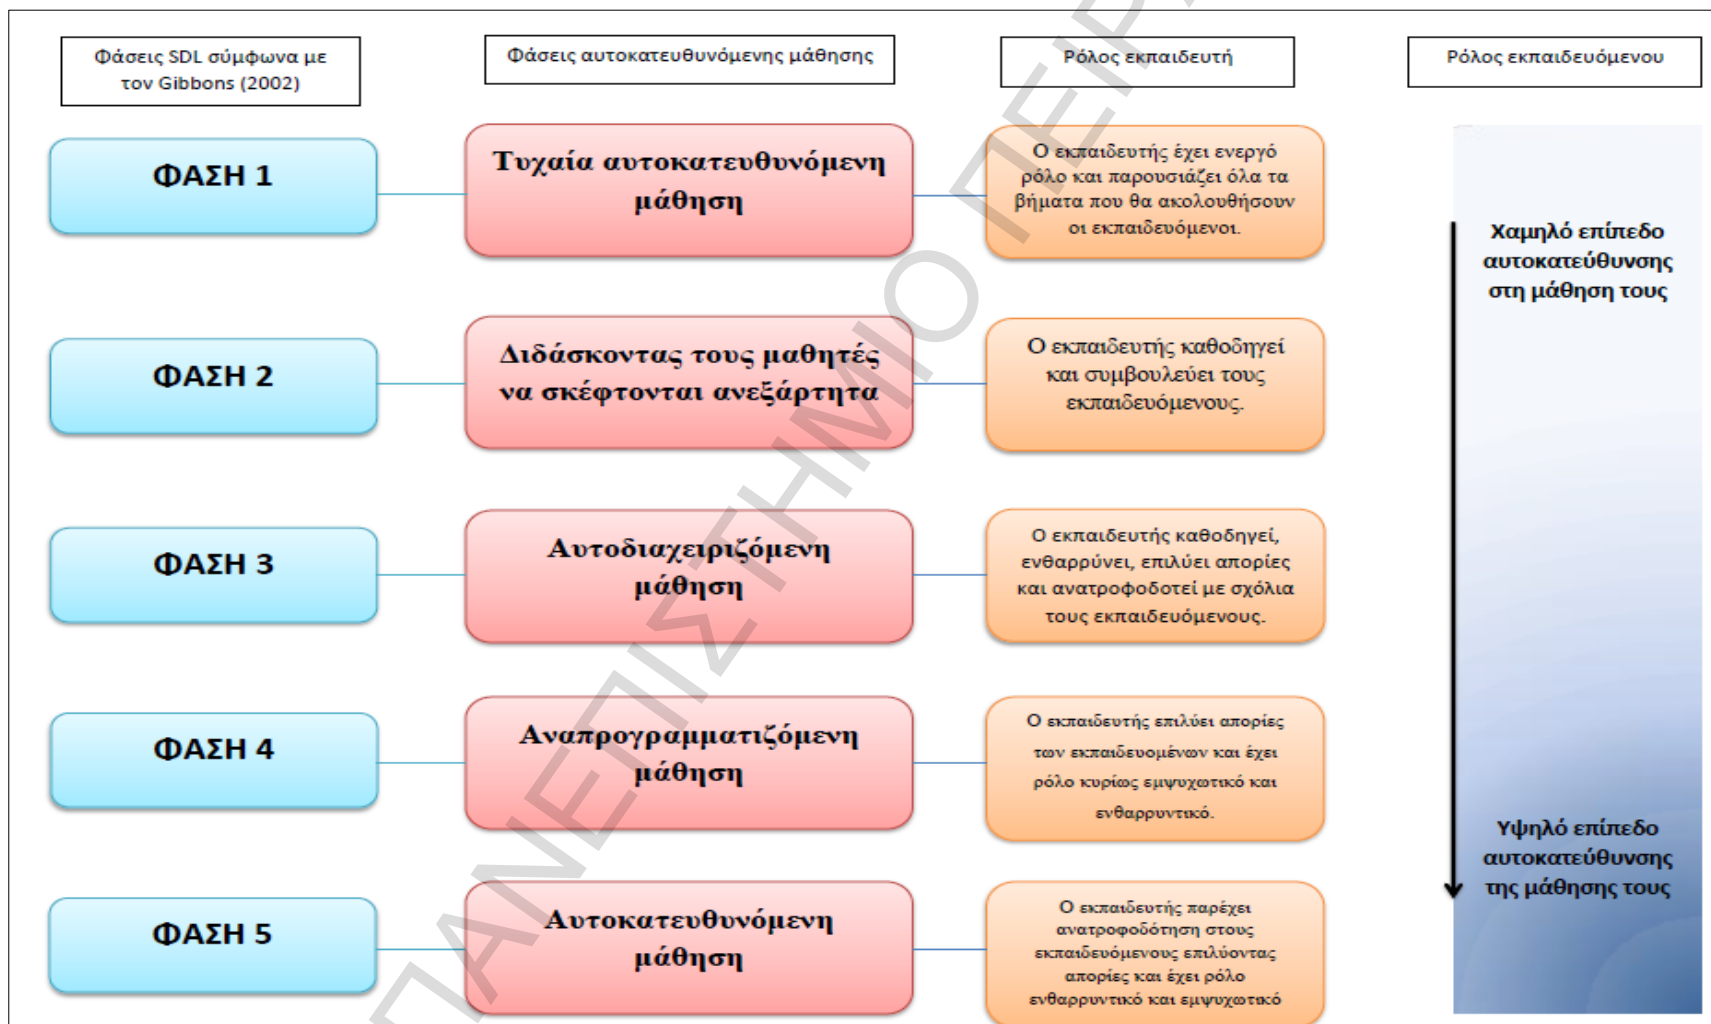 Φάσεις SDL σύμφωνα με
τον Gibbons (2002)
Φάσεις αυτοκατευθυνόμενης μάθησης
Ρόλος εκπαιδευτή
Ρόλος εκπαιδευόμενου
ΦΑΣΗ 1
Τυχαία αυτοκατευθυνόμενη
μάθηση
Ο εκπαιδευτής έχει ενεργό
ρόλο και παρουσιάζει όλα τα
βήματα που θα ακολουθήσουν
οι εκπαιδευόμενοι.
Χαμηλό επίπεδο
αυτοκατεύθυνσης
στη μάθηση τους
ΦΑΣΗ 2
Διδάσκοντας τους μαθητές
να σκέφτονται ανεξάρτητα
Ο εκπαιδευτής καθοδηγεί
και συμβουλεύει τους
εκπαιδευόμενους.
ΦΑΣΗ 3
Αυτοδιαχειριζόμενη
μάθηση
Ο εκπαιδευτής καθοδηγεί,
ενθαρρύνει, επιλύει απορίες
και ανατροφοδοτεί με σχόλια
τους εκπαιδευόμενους.
ΦΑΣΗ 4
Αναπρογραμματιζόμενη
μάθηση
Ο εκπαιδευτής επιλύει απορίες
των εκπαιδευομένων και έχει
ρόλο κυρίως εμψυχωτικό και
ενθαρρυντικό.
Υψηλό επίπεδο
αυτοκατεύθυνσης
της μάθησης τους
ΦΑΣΗ 5
Αυτοκατευθυνόμενη
μάθηση
Ο εκπαιδευτής παρέχει
ανατροφοδότηση στους
εκπαιδευόμενους επιλύοντας
απορίες και έχει ρόλο
ενθαρρυντικό και εμψυχωτικό
ΠΑΝΕΠΙΣΤΗΜΙΟ ΠΕΙΡ